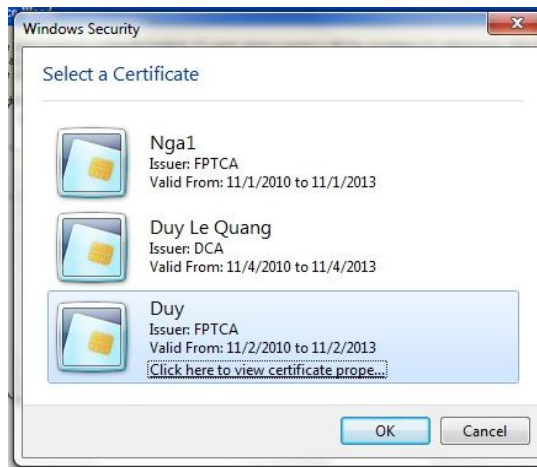 Windows Security
Select a Certificate
Nga1
Issuer: FPTCA
Valid From: 11/1/2010 to 11/1/2013
Duy Le Quang
Issuer: DCA
Valid From: 11/4/2010 to 11/4/2013
Duy
Issuer: FPTCA
Valid From: 11/2/2010 to 11/2/2013
Click here to view certificate prope...
OK
Cancel